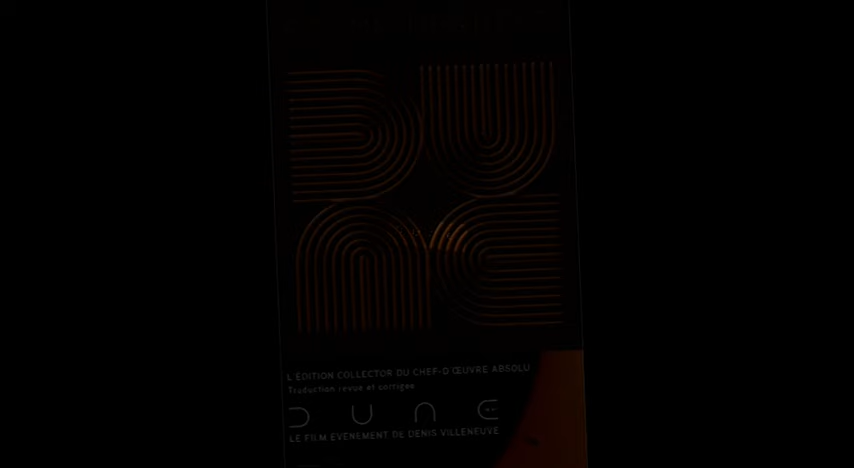 L'ÉDITION COLLECTOR DU CHEF-D'ŒUVRE ABSOLU
Traduction revue et corrigée
DUNE
LE FILM ÉVÉNEMENT DE DENIS VILLENEUVE